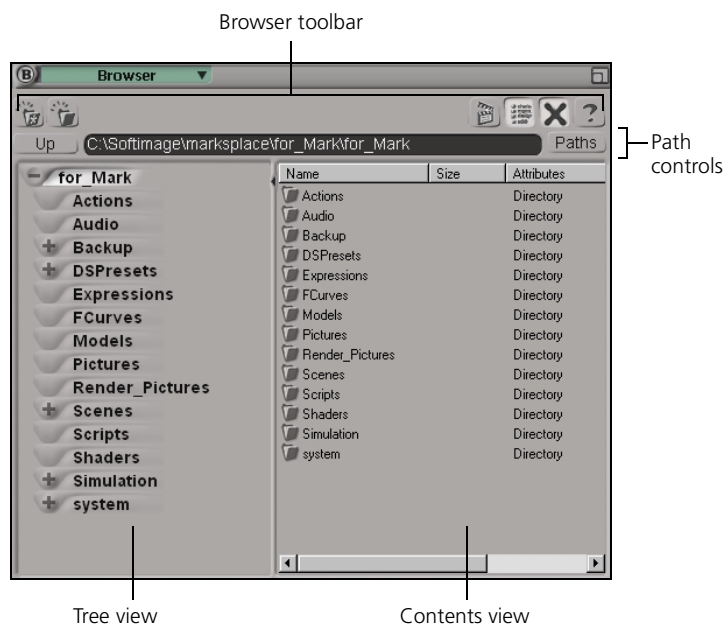 Browser toolbar
B Browser
?
Up C:\Softimage\marksplace\for_Mark\for_Mark Paths
Path controls
for_Mark
Actions
Audio
Backup
DSPresets
Expressions
FCurves
Models
Pictures
Render_Pictures
Scenes
Scripts
Shaders
Simulation
system
Name Size Attributes
Actions Directory
Audio Directory
Backup Directory
DSPresets Directory
Expressions Directory
FCurves Directory
Models Directory
Pictures Directory
Render_Pictures Directory
Scenes Directory
Scripts Directory
Shaders Directory
Simulation Directory
system Directory
Tree view
Contents view